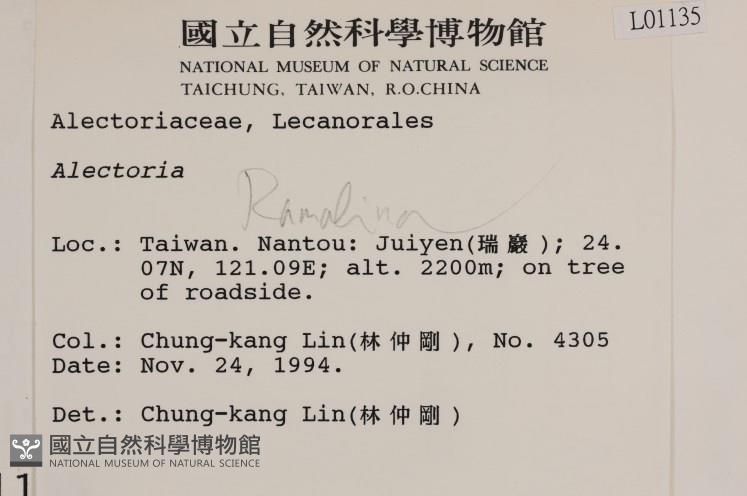 L01135
國立自然科學博物館
NATIONAL MUSEUM OF NATURAL SCIENCE
TAICHUNG, TAIWAN, R.O.CHINA
Alectoriaceae, Lecanorales
Alectoria
Ramalina
Loc.: Taiwan. Nantou: Juiyen(瑞巖); 24.
07N, 121.09E; alt. 2200m; on tree
of roadside.
Col.: Chung-kang Lin(林仲剛), No. 4305
Date: Nov. 24, 1994.
Det.: Chung-kang Lin(林仲剛)
國立自然科學博物館
NATIONAL MUSEUM OF NATURAL SCIENCE